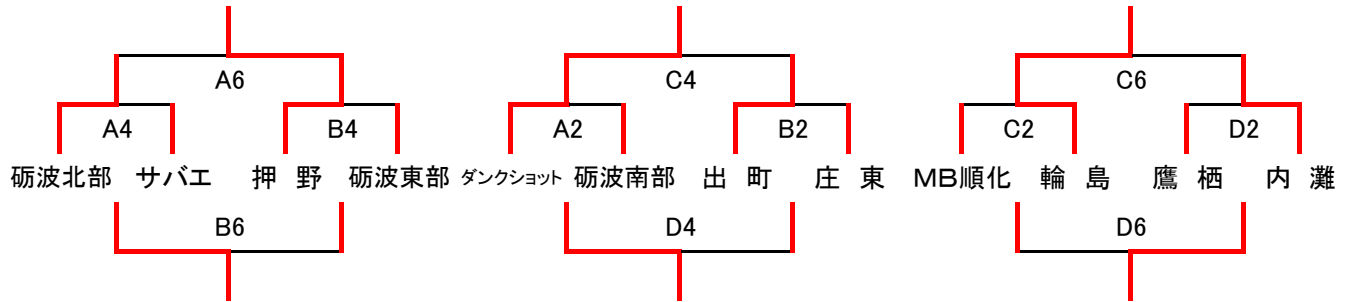 A6 C4 C6
A4 B4 A2 B2 C2 D2
砺波北部 サバエ 押野 砺波東部 ダンクショット 砺波南部 出町 庄東 MB順化 輪島 鷹栖 内灘
B6 D4 D6